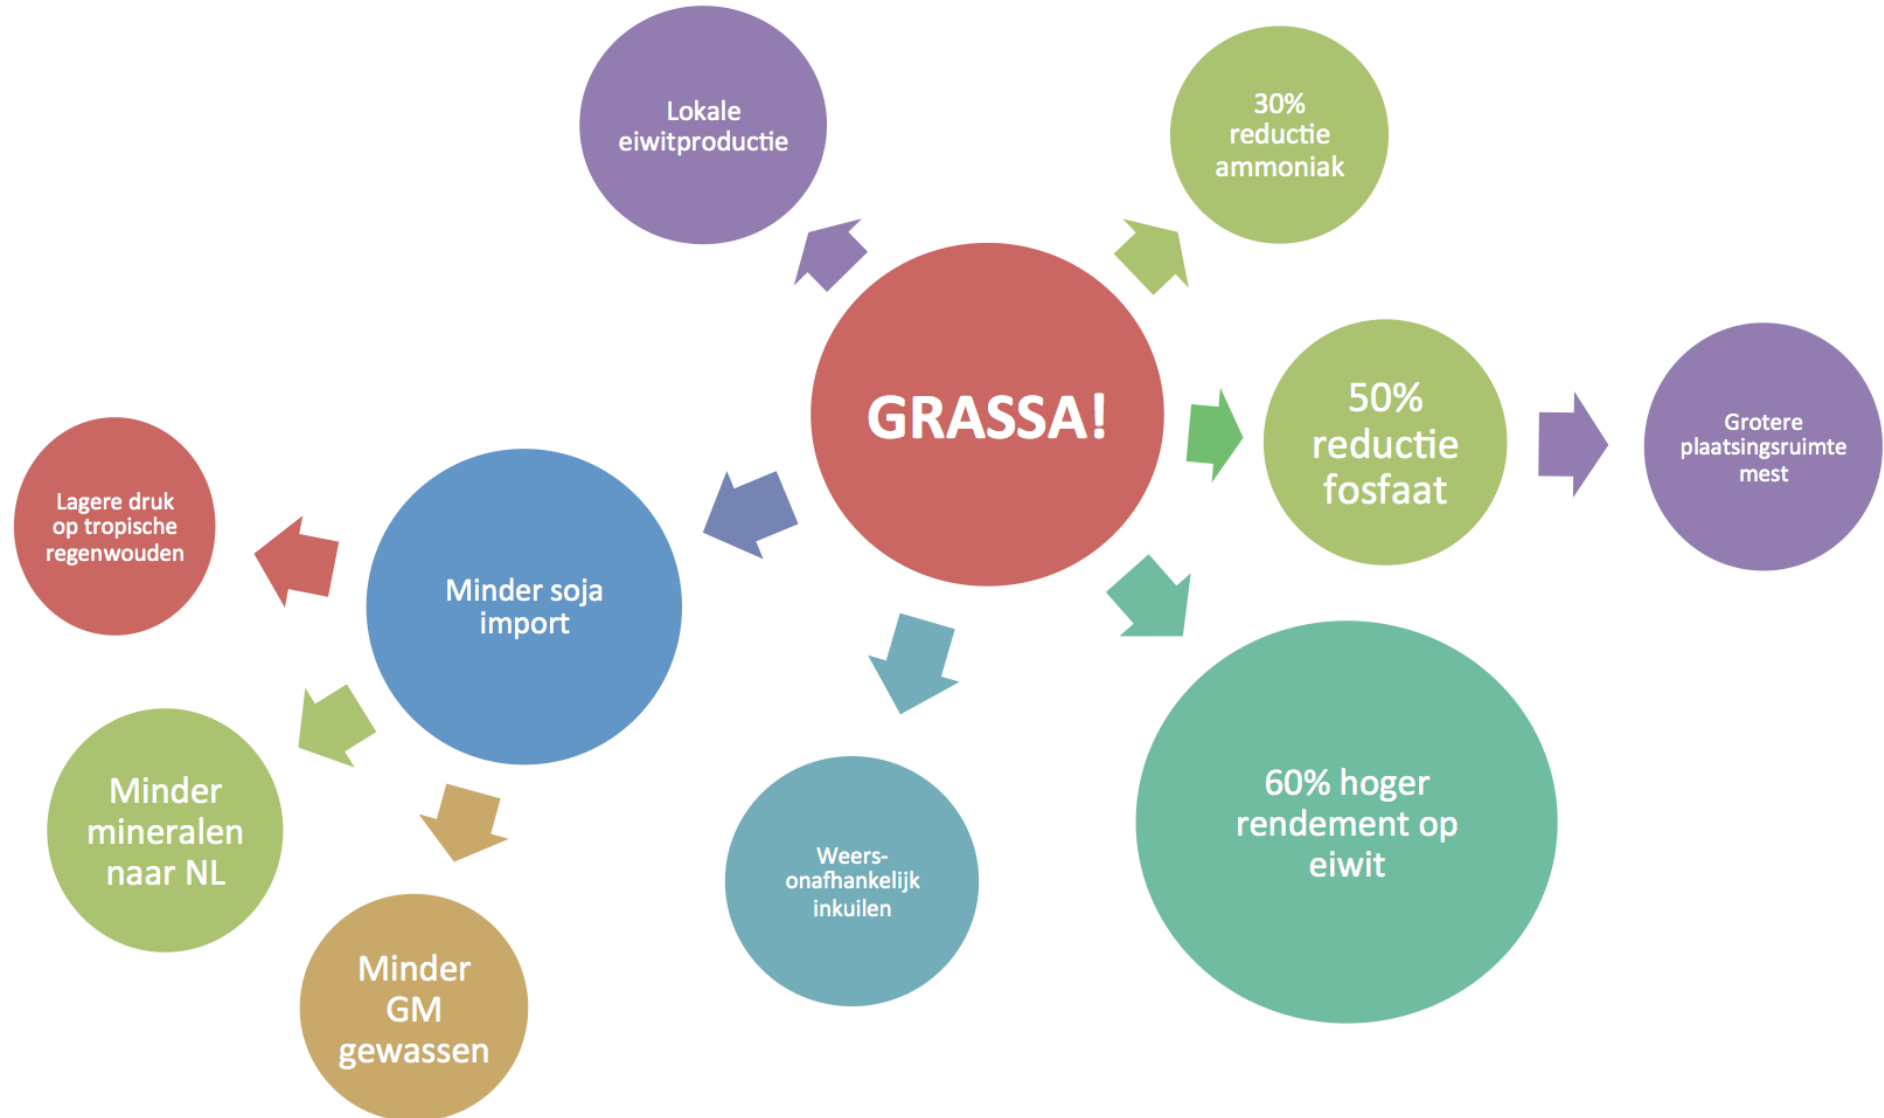 Lokale
eiwitproductie
30%
reductie
ammoniak
GRASSA!
50%
reductie
fosfaat
Grotere
plaatsingsruimte
mest
Lagere druk
op tropische
regenwouden
Minder soja
import
Minder
mineralen
naar NL
Minder
GM
gewassen
Weers-
onafhankelijk
inkuilen
60% hoger
rendement op
eiwit